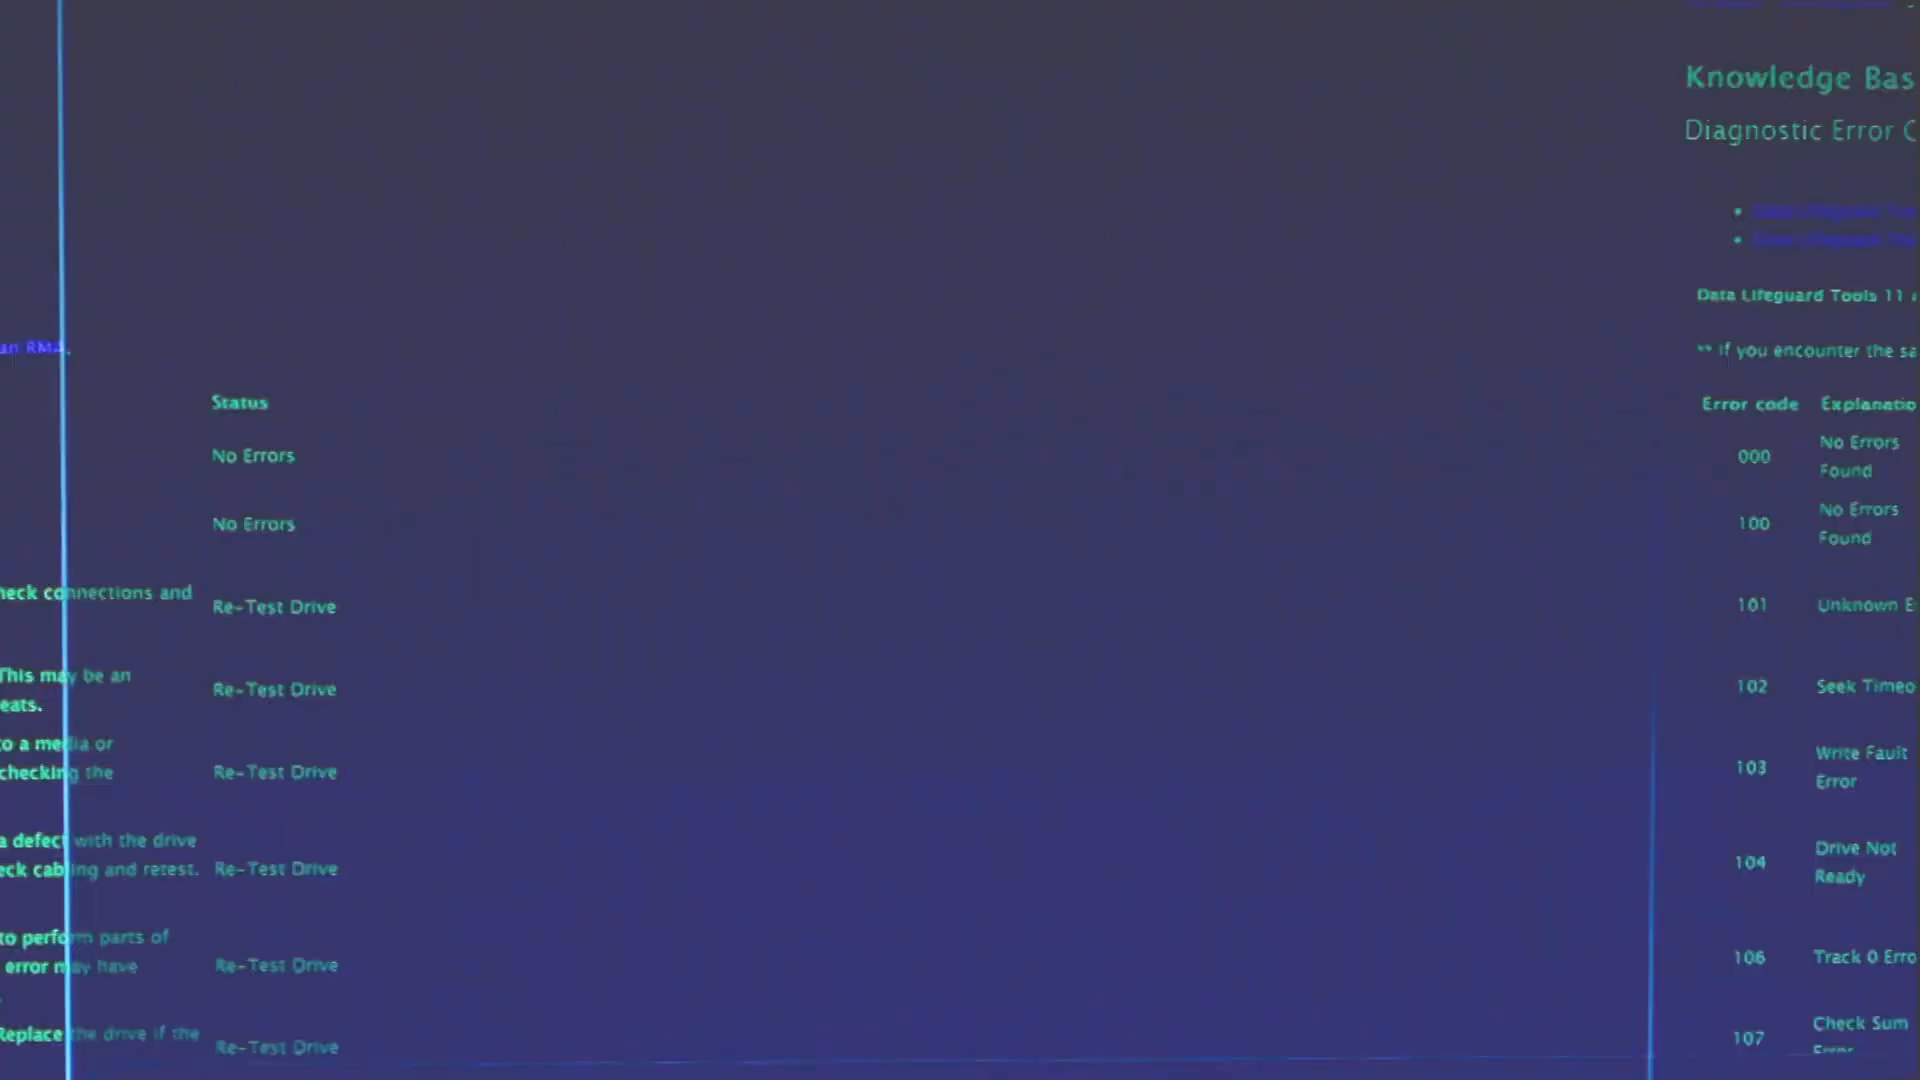 an RMA.
Status
No Errors
No Errors
heck connections and
Re-Test Drive
This may be an
eats.
Re-Test Drive
to a media or
checking the
Re-Test Drive
a defect with the drive
eck cabling and retest.
Re-Test Drive
to perform parts of
error may have
Re-Test Drive
Replace the drive if the
Re-Test Drive
Knowledge Bas
Diagnostic Error C
Data Lifeguard Tools 11
** If you encounter the sa
Error code Explanatio
000 No Errors
Found
100 No Errors
Found
101 Unknown E
102 Seek Timeo
103 Write Fault
Error
104 Drive Not
Ready
106 Track 0 Erro
107 Check Sum
Error